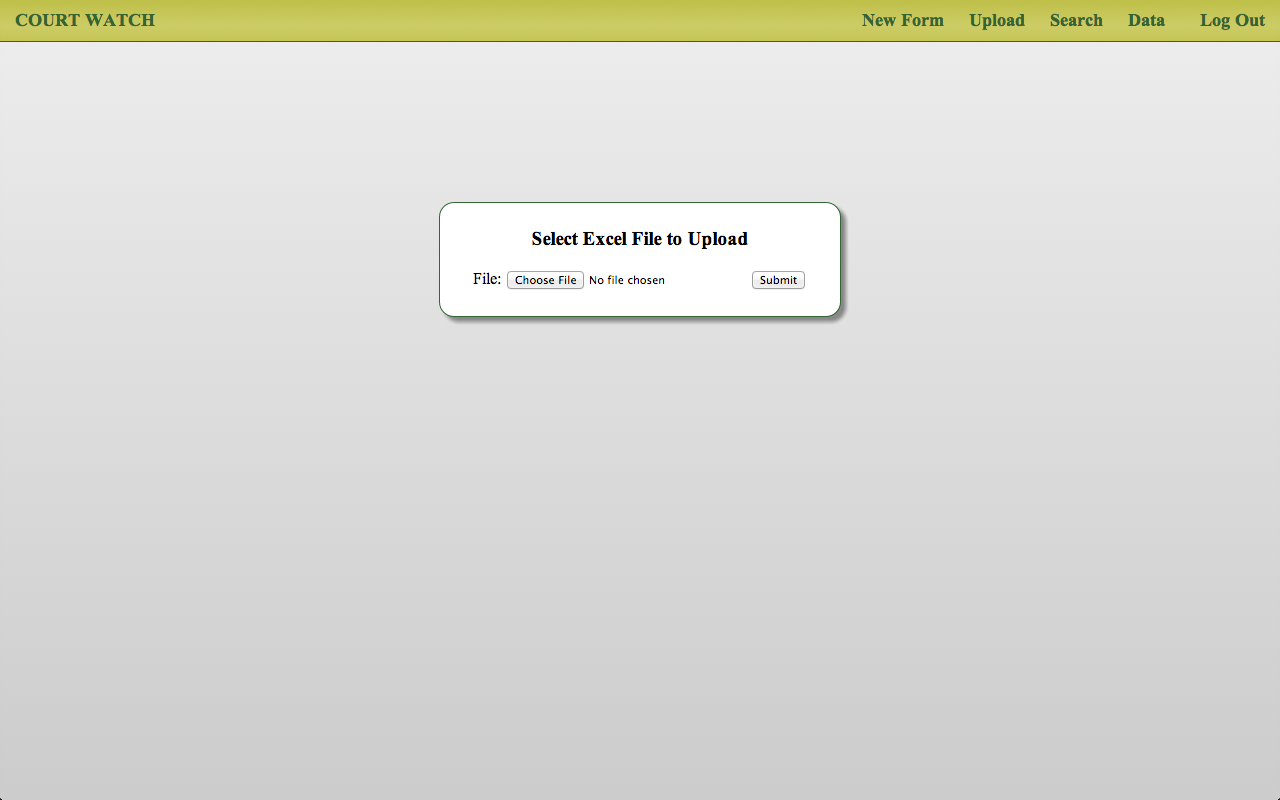 COURT WATCH New Form Upload Search Data Log Out
Select Excel File to Upload
File: Choose File No file chosen Submit